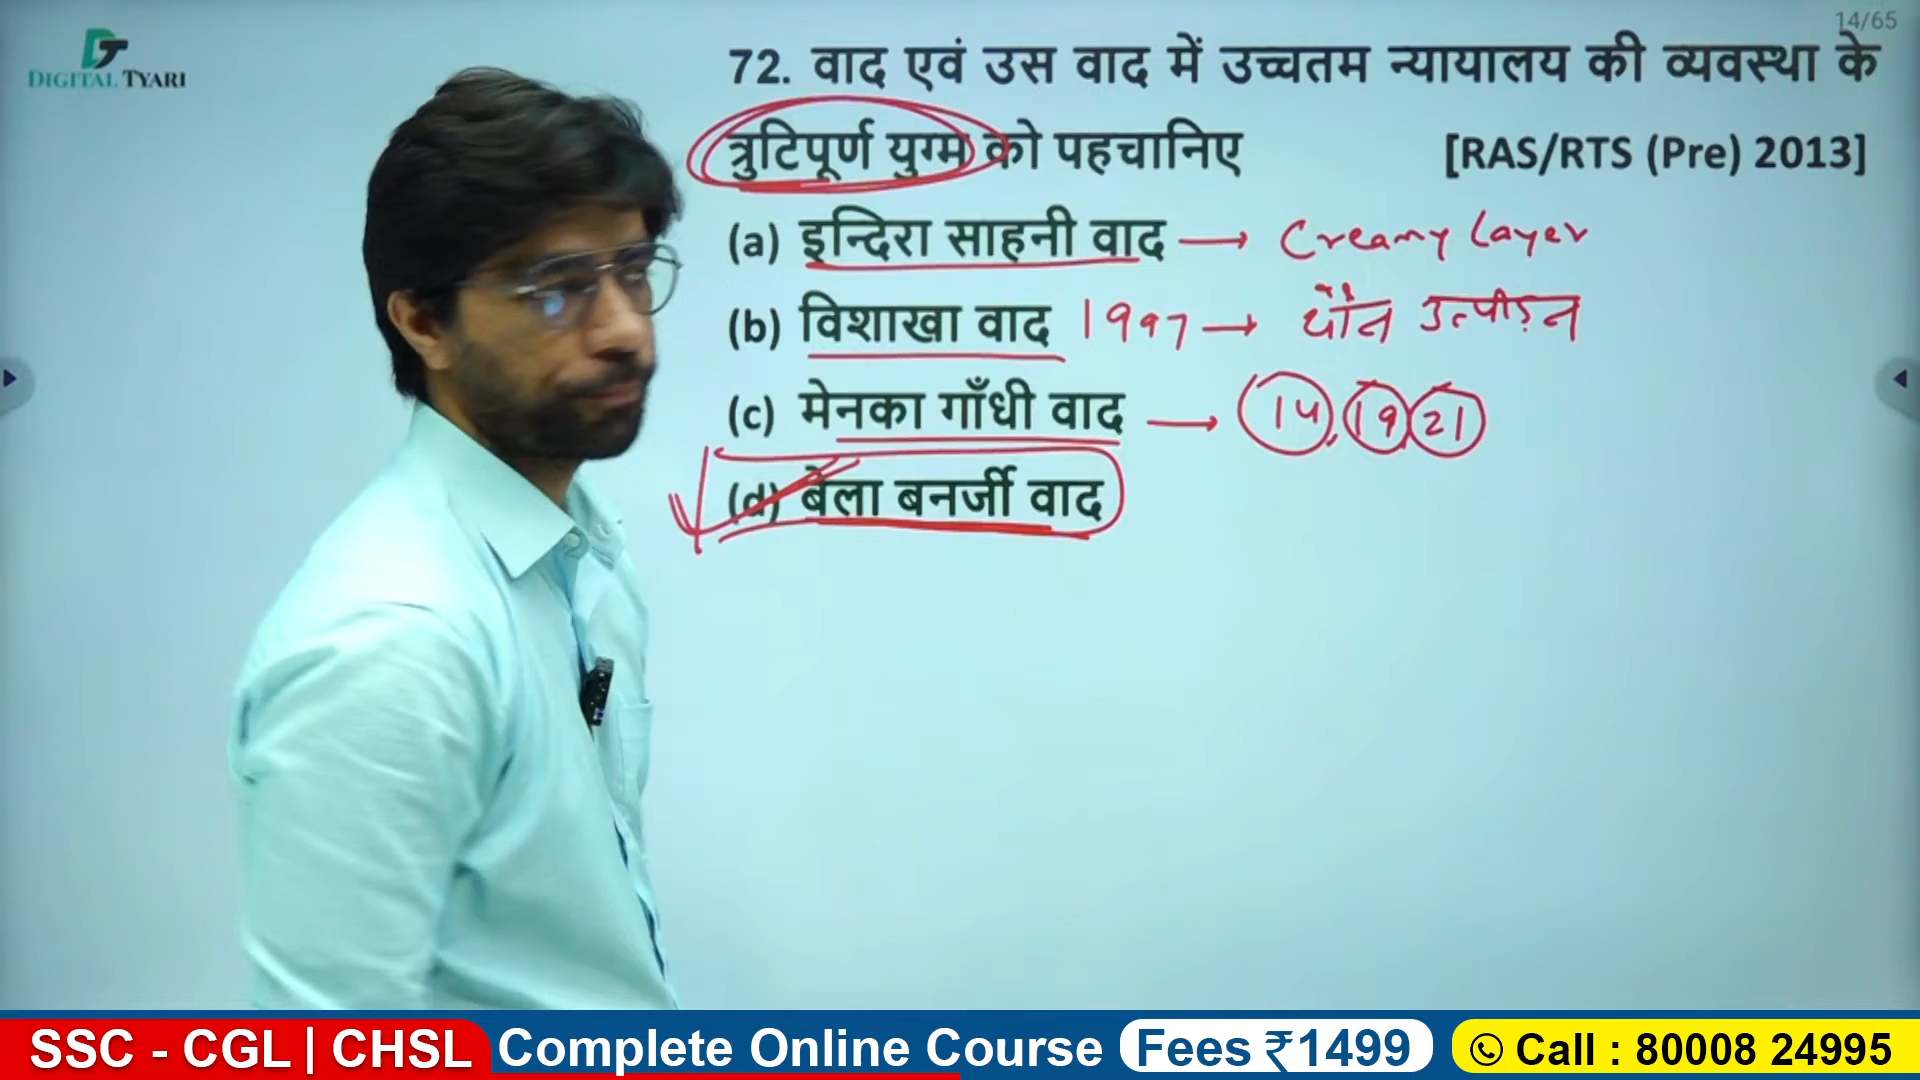 14/65
DT
DIGITAL TYARI
72. वाद एवं उस वाद में उच्चतम न्यायालय की व्यवस्था के
त्रुटिपूर्ण युग्म को पहचानिए [RAS/RTS (Pre) 2013]
(a) इन्दिरा साहनी वाद → Creamy Layer
(b) विशाखा वाद 1997 → यौन उत्पीड़न
(c) मेनका गाँधी वाद → 14, 19, 21
(d) बेला बनर्जी वाद
SSC - CGL | CHSL Complete Online Course Fees ₹1499 Call : 80008 24995